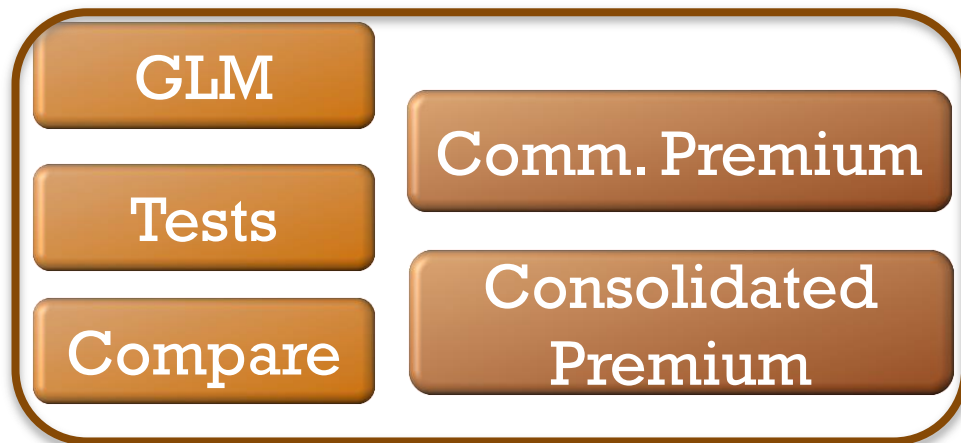 GLM
Tests
Compare
Comm. Premium
Consolidated
Premium